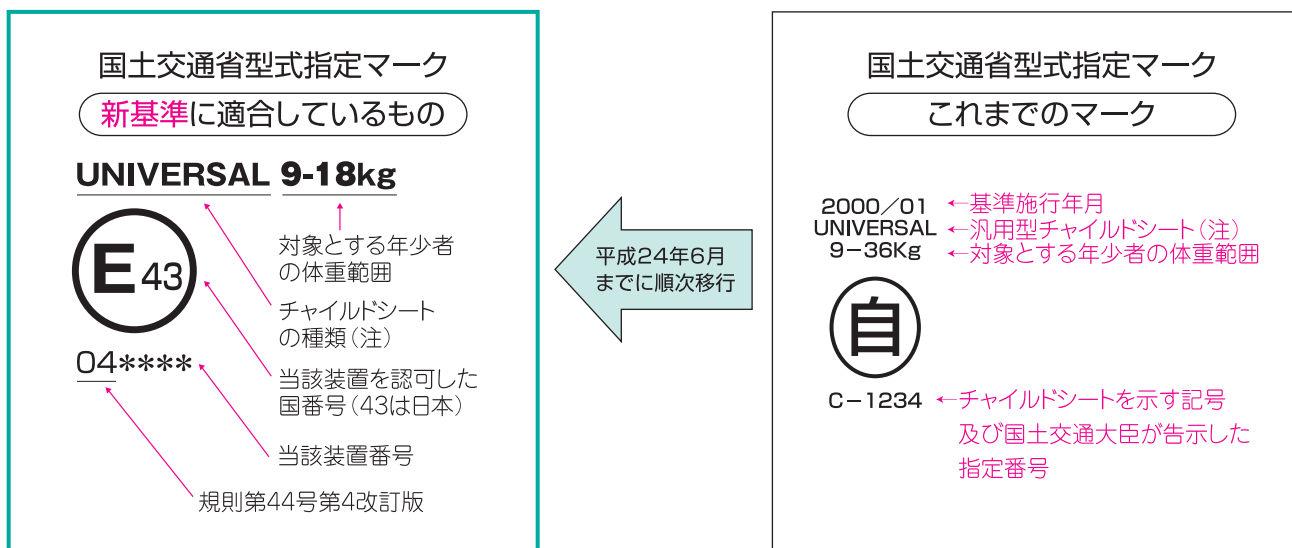 国土交通省型式指定マーク
新基準に適合しているもの
UNIVERSAL 9-18kg
E 43
対象とする年少者
の体重範囲
チャイルドシート
の種類(注)
04****
当該装置を認可した
国番号(43は日本)
当該装置番号
規則第44号第4改訂版
平成24年6月
までに順次移行
国土交通省型式指定マーク
これまでのマーク
2000/01 ←基準施行年月
UNIVERSAL ←汎用型チャイルドシート(注)
9-36Kg ←対象とする年少者の体重範囲
自
C-1234 ←チャイルドシートを示す記号
及び国土交通大臣が告示した
指定番号